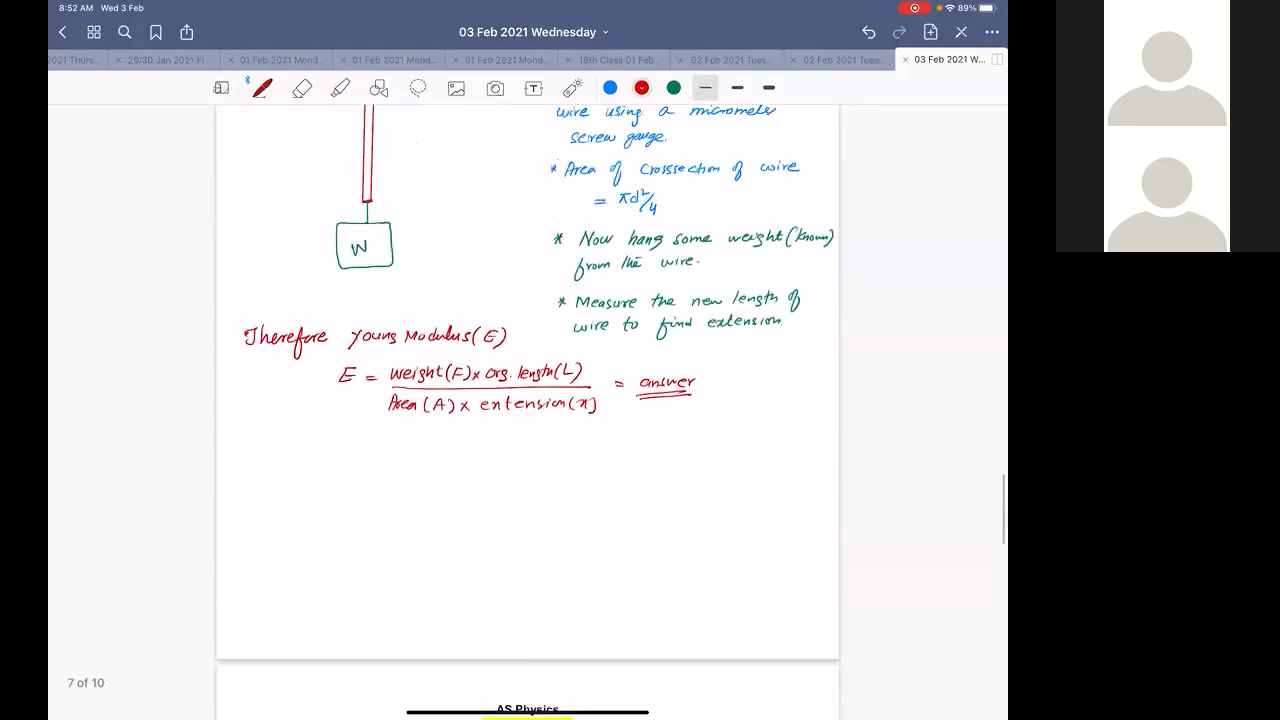 8:52 AM Wed 3 Feb
89%
03 Feb 2021 Wednesday
2021 Thurs...
29/30 Jan 2021 Pr...
01 Feb 2021 Mond...
01 Feb 2021 Mond...
01 Feb 2021 Mond...
18th Class 01 Feb...
02 Feb 2021 Tues...
02 Feb 2021 Tues...
03 Feb 2021 W...
wire using a micrometer
screw gauge.
* Area of Crosssection of wire
= πd²/4
* Now hang some weight (known)
from the wire.
* Measure the new length of
wire to find extension.
W
Therefore Youns Modulus (E)
E = weight (F) x org. length (L)
Area (A) x extension (x)
= answer
7 of 10
AS Physics